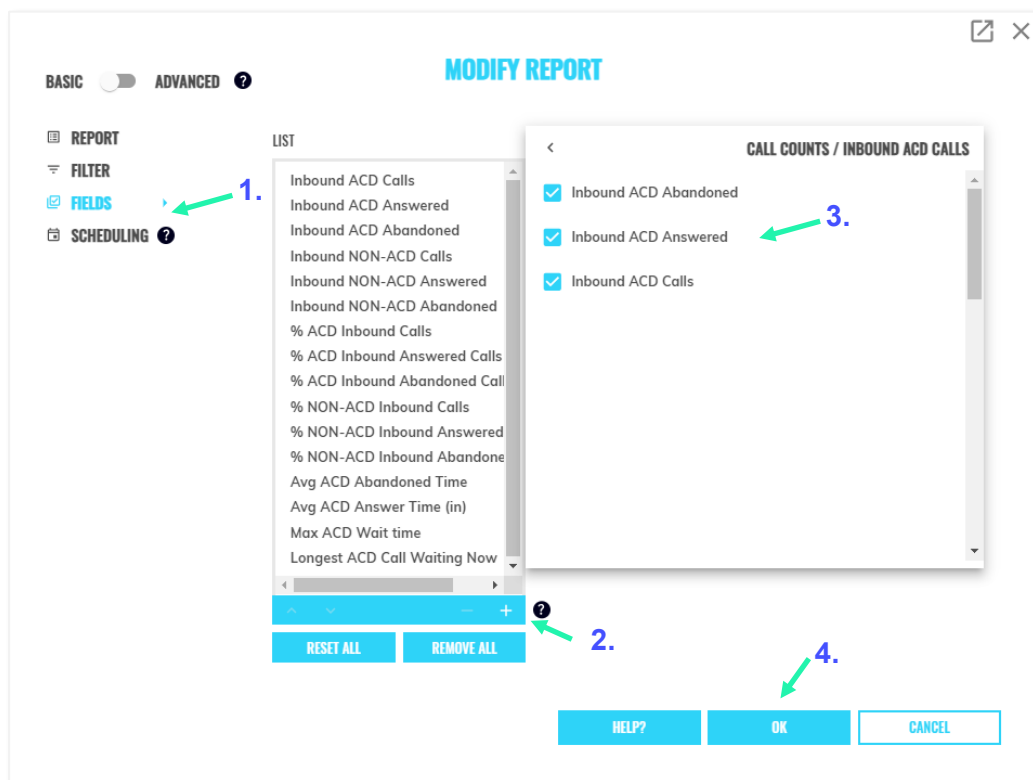 MODIFY REPORT
BASIC ADVANCED ?
REPORT
FILTER
FIELDS
SCHEDULING ?
1.
LIST
Inbound ACD Calls
Inbound ACD Answered
Inbound ACD Abandoned
Inbound NON-ACD Calls
Inbound NON-ACD Answered
Inbound NON-ACD Abandoned
% ACD Inbound Calls
% ACD Inbound Answered Calls
% ACD Inbound Abandoned Call
% NON-ACD Inbound Calls
% NON-ACD Inbound Answered
% NON-ACD Inbound Abandone
Avg ACD Abandoned Time
Avg ACD Answer Time (in)
Max ACD Wait time
Longest ACD Call Waiting Now
?
2.
RESET ALL REMOVE ALL
CALL COUNTS / INBOUND ACD CALLS
Inbound ACD Abandoned
Inbound ACD Answered
3.
Inbound ACD Calls
4.
HELP? OK CANCEL